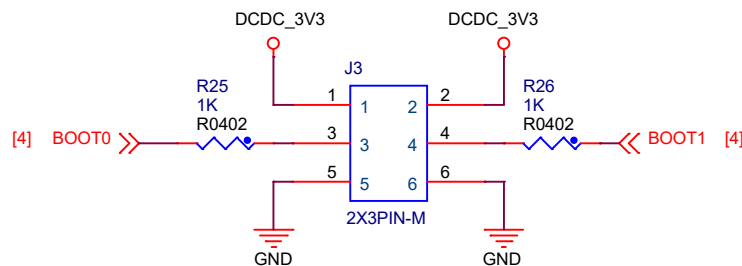 DCDC_3V3 DCDC_3V3
J3
R25 R26
1K 1K
1 1 2 2
[4] BOOT0 R0402 3 3 4 4 R0402 BOOT1 [4]
5 5 6 6
2X3PIN-M
GND GND